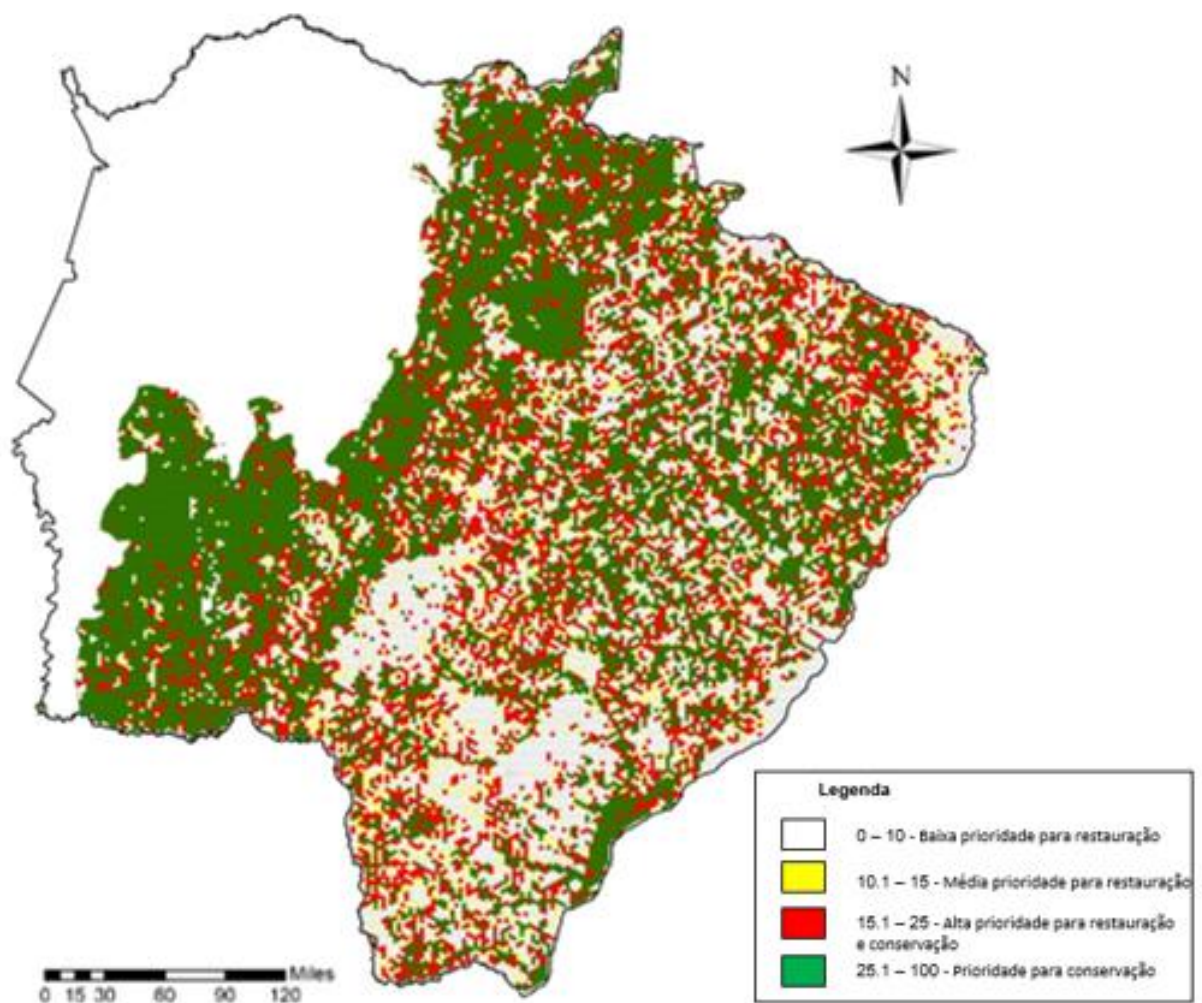 N
Legenda
0 – 10 - Baixa prioridade para restauração
10.1 – 15 - Média prioridade para restauração
15.1 – 25 - Alta prioridade para restauração
e conservação
25.1 – 100 - Prioridade para conservação
Miles
0 15 30 60 90 120